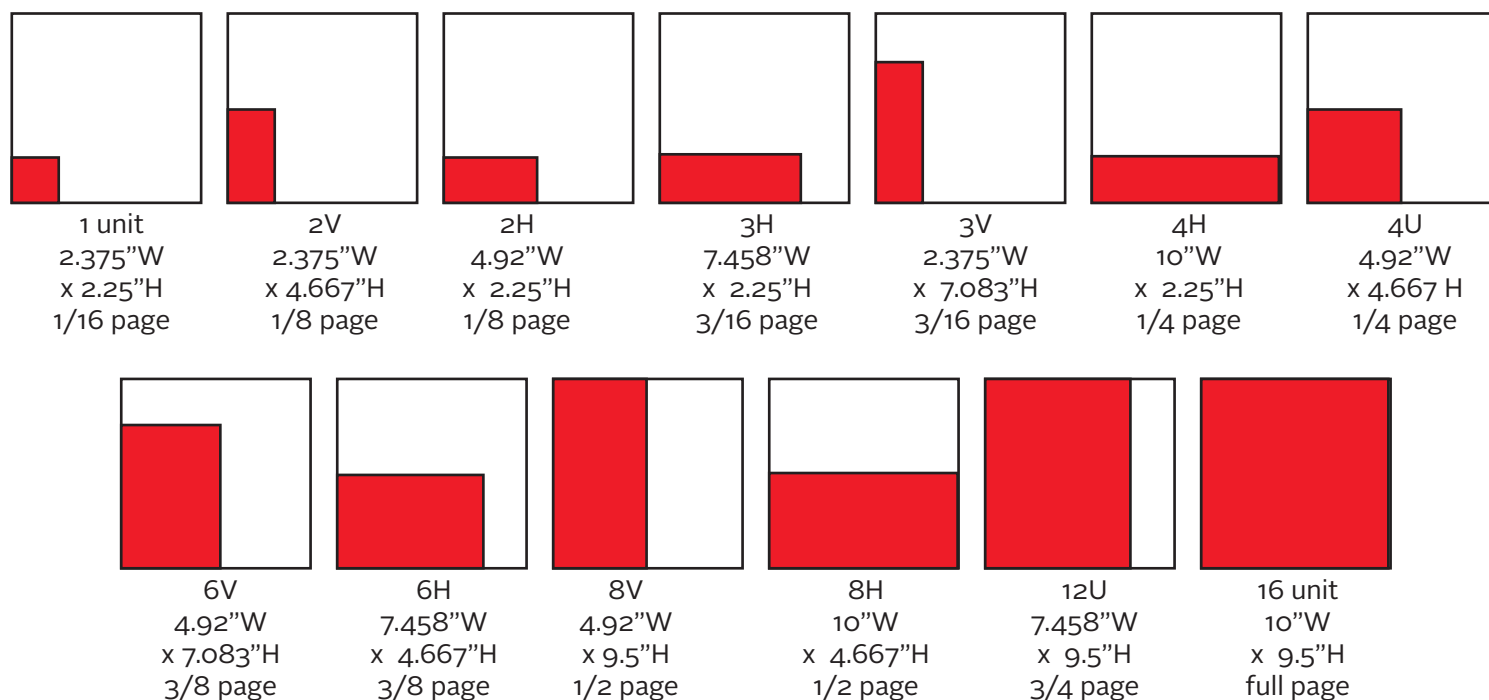 1 unit
2.375”W
x 2.25”H
1/16 page
2V
2.375”W
x 4.667”H
1/8 page
2H
4.92”W
x 2.25”H
1/8 page
3H
7.458”W
x 2.25”H
3/16 page
3V
2.375”W
x 7.083”H
3/16 page
4H
10”W
x 2.25”H
1/4 page
4U
4.92”W
x 4.667 H
1/4 page
6V
4.92”W
x 7.083”H
3/8 page
6H
7.458”W
x 4.667”H
3/8 page
8V
4.92”W
x 9.5”H
1/2 page
8H
10”W
x 4.667”H
1/2 page
12U
7.458”W
x 9.5”H
3/4 page
16 unit
10”W
x 9.5”H
full page